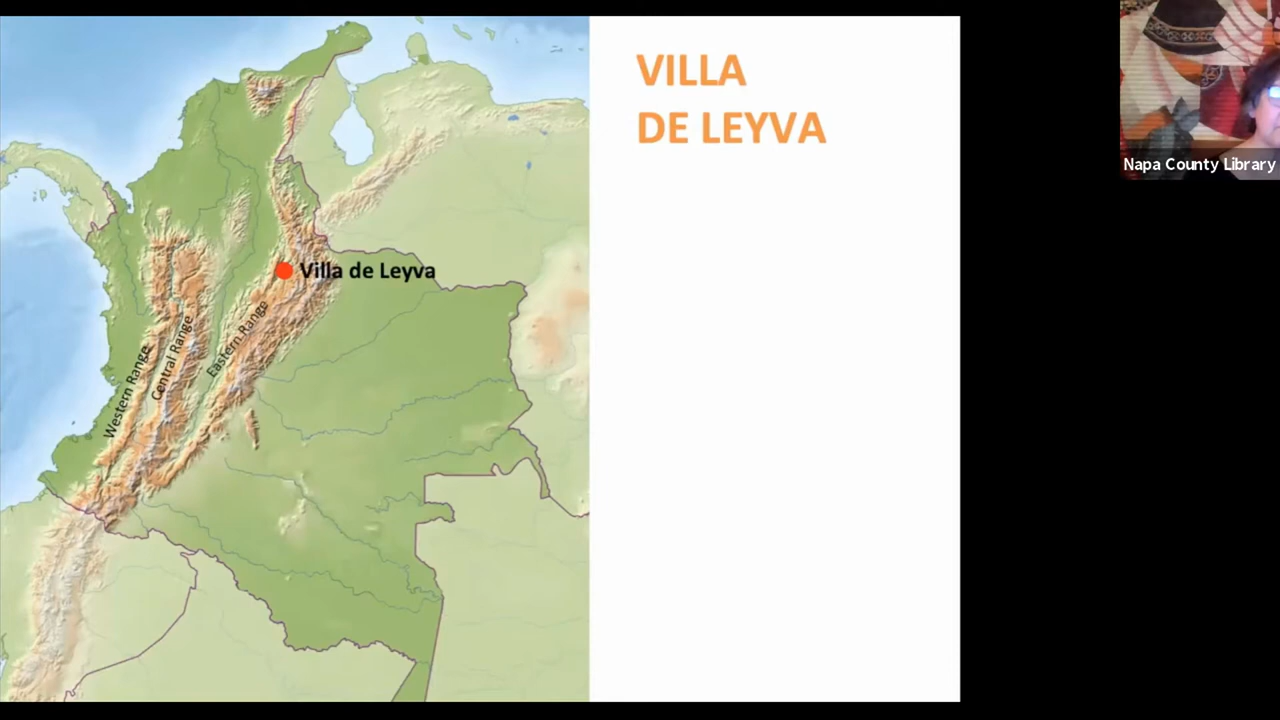 VILLA
DE LEYVA
Villa de Leyva
Western Range
Central Range
Eastern Range
Napa County Library